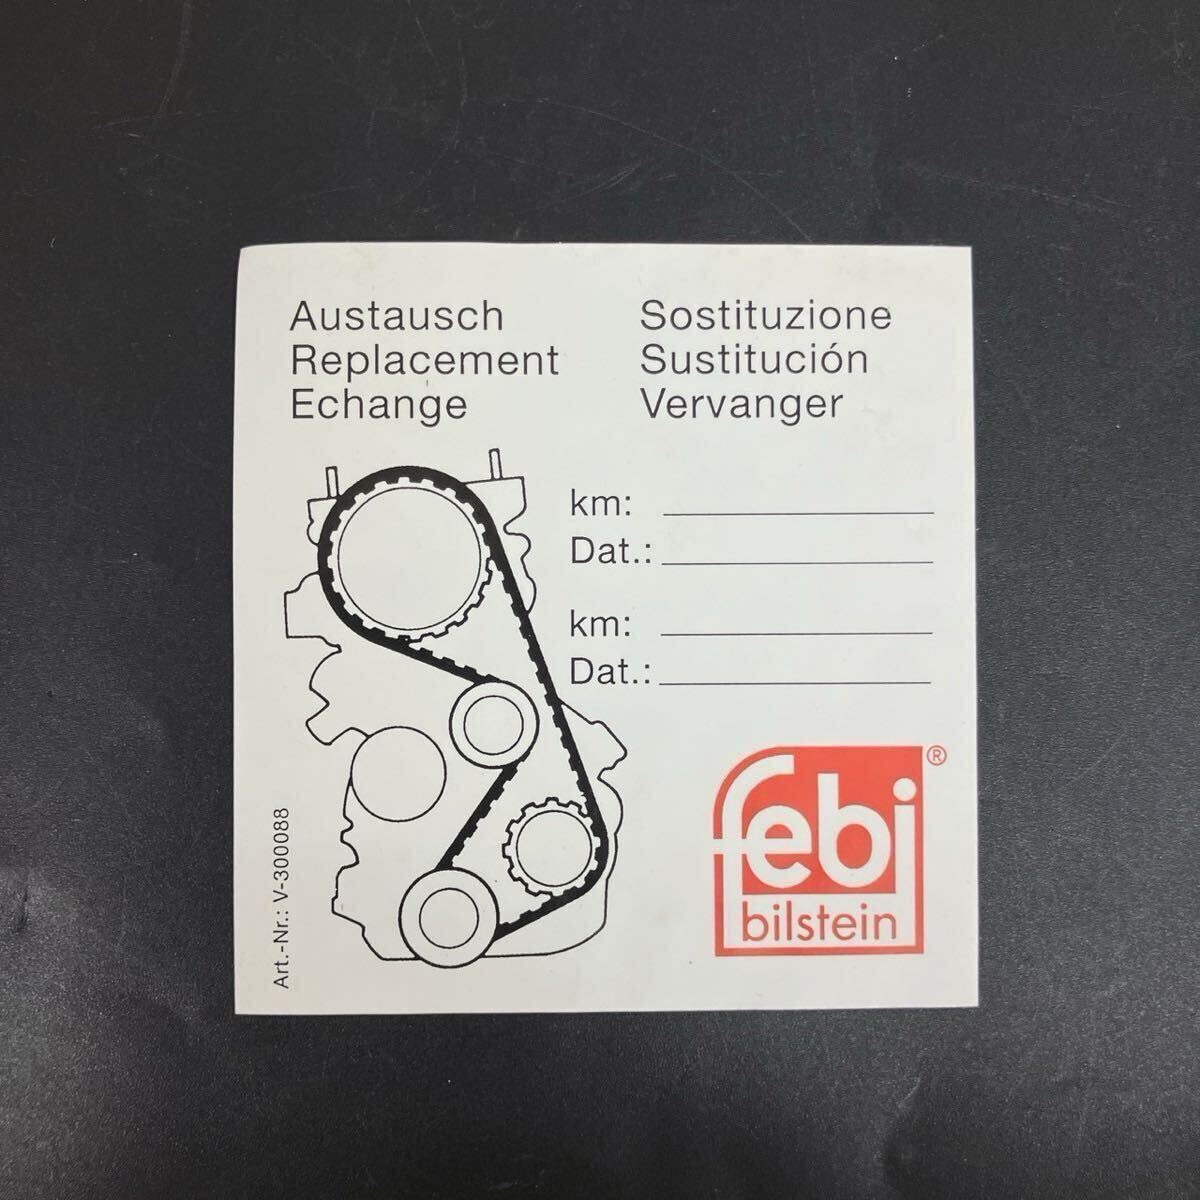 Austausch
Replacement
Echange
Sostituzione
Sustitución
Vervanger
km:
Dat.:
km:
Dat.:
Art.-Nr.: V-300088
febi®
bilstein